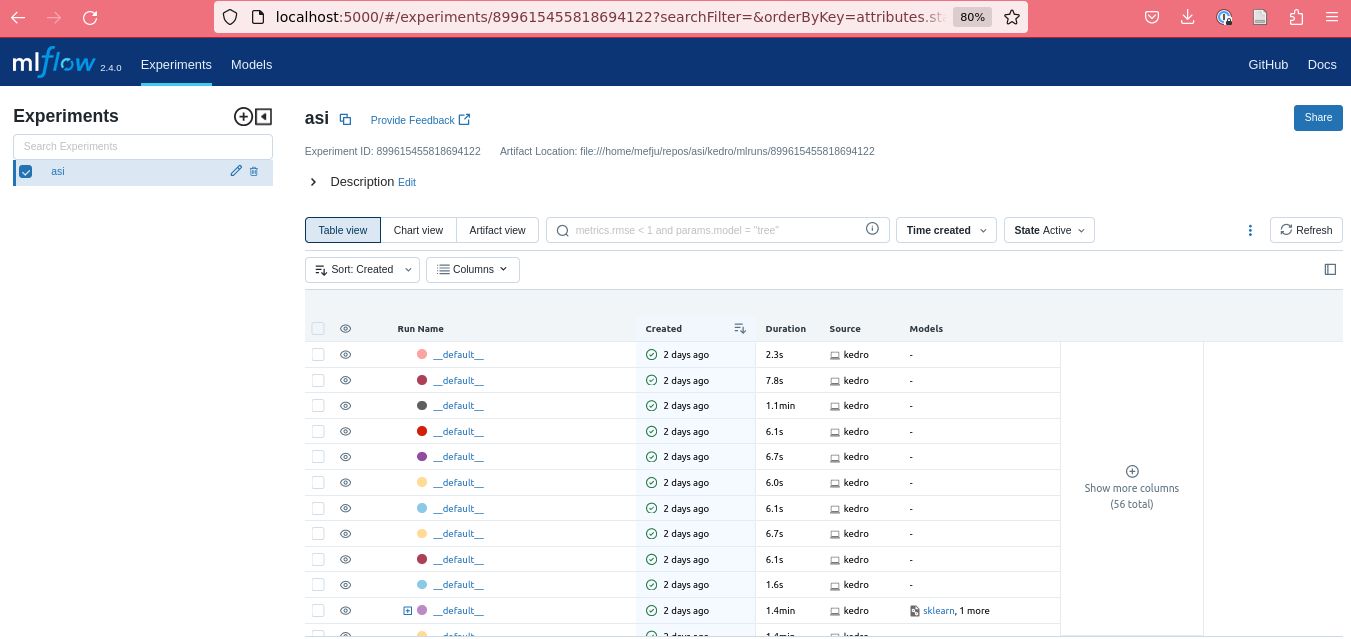 localhost:5000/#/experiments/899615455818694122?searchFilter=&orderByKey=attributes.sta 80%
mlflow 2.4.0 Experiments Models GitHub Docs
Experiments
Search Experiments
asi
asi Provide Feedback Share
Experiment ID: 899615455818694122 Artifact Location: file:///home/mefju/repos/asi/kedro/mlruns/899615455818694122
Description Edit
Table view Chart view Artifact view metrics.rmse < 1 and params.model = "tree" Time created State Active Refresh
Sort: Created Columns
Run Name Created Duration Source Models
__default__ 2 days ago 2.3s kedro -
__default__ 2 days ago 7.8s kedro -
__default__ 2 days ago 1.1min kedro -
__default__ 2 days ago 6.1s kedro -
__default__ 2 days ago 6.7s kedro -
__default__ 2 days ago 6.0s kedro -
__default__ 2 days ago 6.1s kedro -
__default__ 2 days ago 6.7s kedro -
__default__ 2 days ago 6.1s kedro -
__default__ 2 days ago 1.6s kedro -
__default__ 2 days ago 1.4min kedro sklearn, 1 more
Show more columns
(56 total)